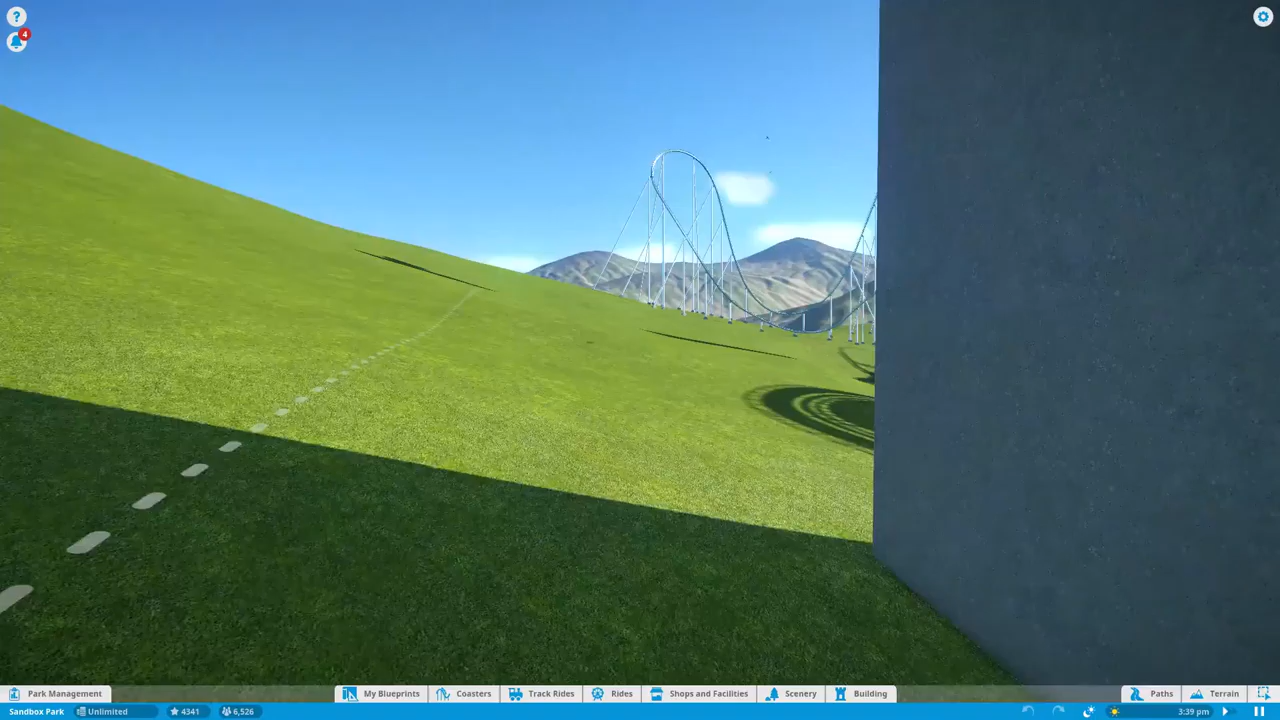 ?
4
Park Management
My Blueprints
Coasters
Track Rides
Rides
Shops and Facilities
Scenery
Building
Paths
Terrain
Sandbox Park
Unlimited
4341
6,526
3:39 pm